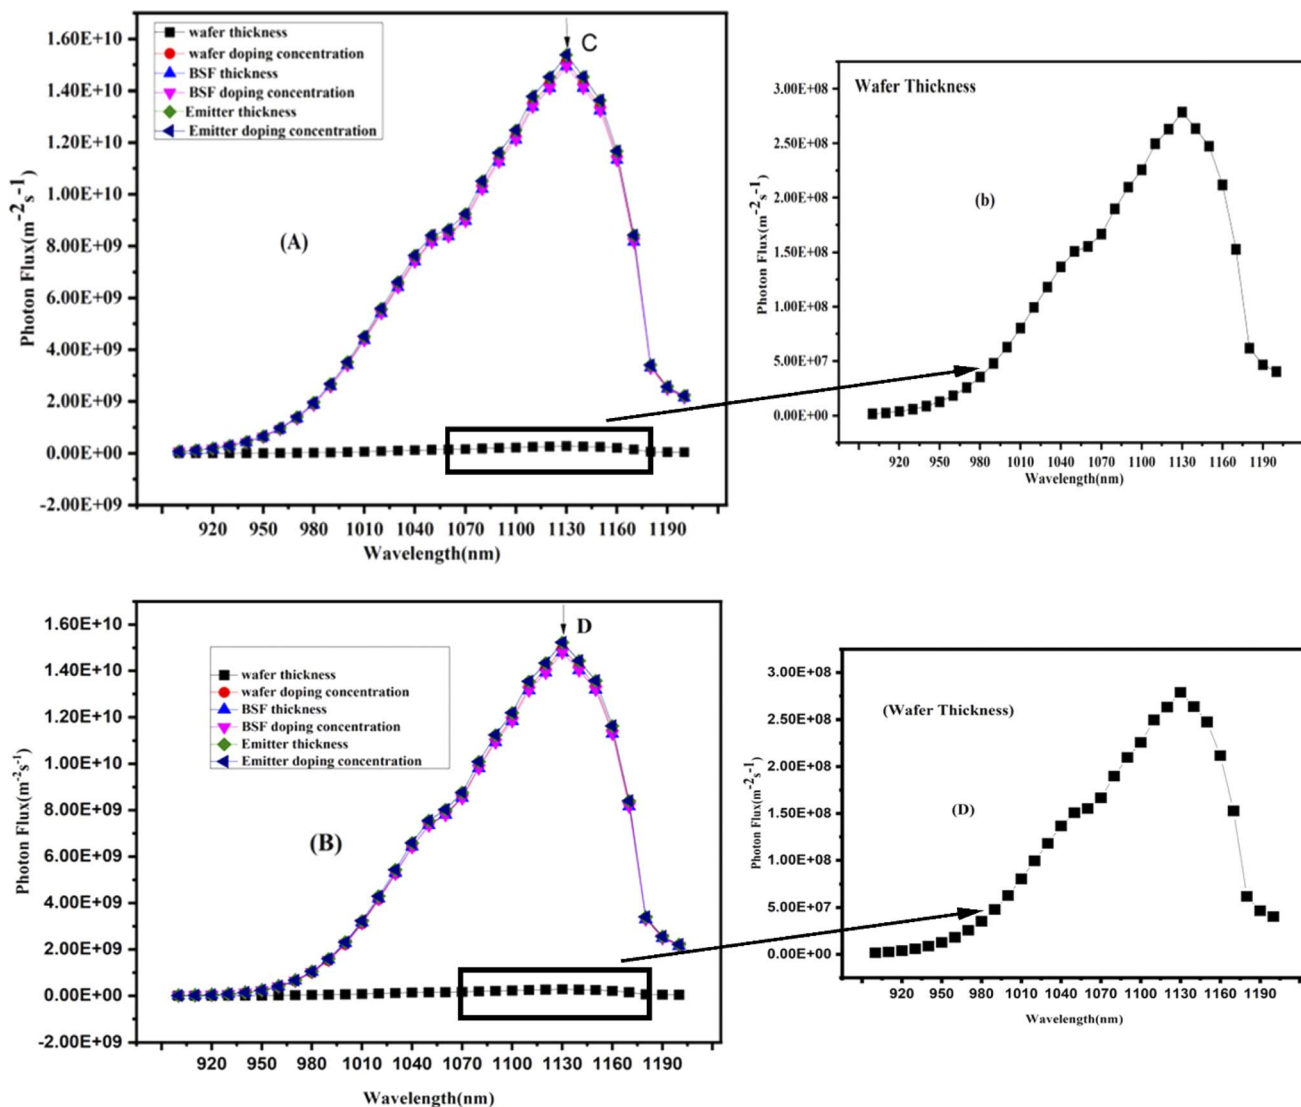 wafer thickness
wafer doping concentration
BSF thickness
BSF doping concentration
Emitter thickness
Emitter doping concentration
C
(A)
1.60E+10
1.40E+10
1.20E+10
1.00E+10
8.00E+09
6.00E+09
4.00E+09
2.00E+09
0.00E+00
-2.00E+09
Photon Flux(m-2s-1)
920 950 980 1010 1040 1070 1100 1130 1160 1190
Wavelength(nm)
Wafer Thickness
(b)
3.00E+08
2.50E+08
2.00E+08
1.50E+08
1.00E+08
5.00E+07
0.00E+00
Photon Flux(m-2s-1)
920 950 980 1010 1040 1070 1100 1130 1160 1190
Wavelength(nm)
wafer thickness
wafer doping concentration
BSF thickness
BSF doping concentration
Emitter thickness
Emitter doping concentration
D
(B)
1.60E+10
1.40E+10
1.20E+10
1.00E+10
8.00E+09
6.00E+09
4.00E+09
2.00E+09
0.00E+00
-2.00E+09
Photon Flux(m-2s-1)
920 950 980 1010 1040 1070 1100 1130 1160 1190
Wavelength(nm)
(Wafer Thickness)
(D)
3.00E+08
2.50E+08
2.00E+08
1.50E+08
1.00E+08
5.00E+07
0.00E+00
Photon Flux(m-2s-1)
920 950 980 1010 1040 1070 1100 1130 1160 1190
Wavelength(nm)